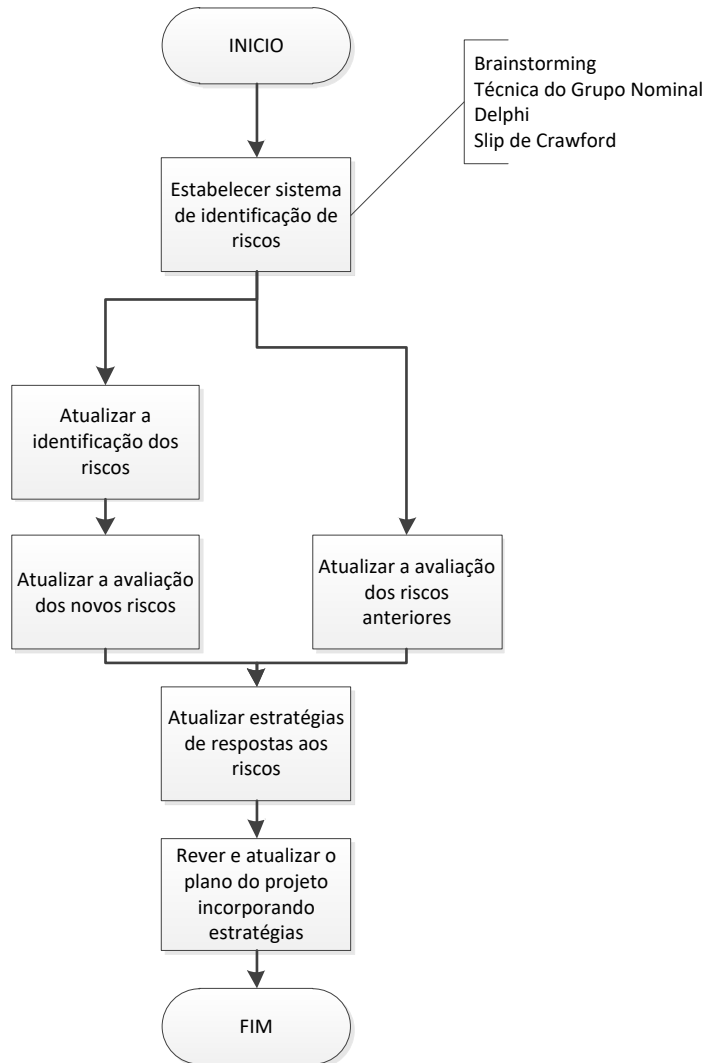 INICIO
Brainstorming
Técnica do Grupo Nominal
Delphi
Slip de Crawford
Estabelecer sistema
de identificação de
riscos
Atualizar a
identificação dos
riscos
Atualizar a avaliação
dos novos riscos
Atualizar a avaliação
dos riscos
anteriores
Atualizar estratégias
de respostas aos
riscos
Rever e atualizar o
plano do projeto
incorporando
estratégias
FIM